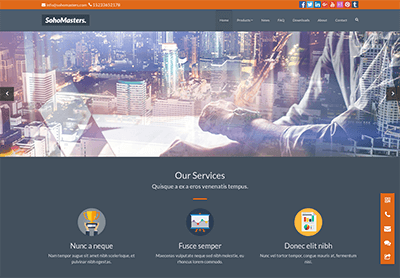 info@sohomasters.com 13233652178
SohoMasters.
Home Products News FAQ Downloads About Contact
Our Services
Quisque a ex a eros venenatis tempus.
Nunc a neque
Fusce semper
Donec elit nibh
Nam tempor augue sit amet nibh scelerisque, et pulvinar nibh egestas.
Maecenas vulputate neque sed nibh molestie, eu rhoncus lorem commodo.
Nunc vel tortor tempor, congue mauris at, fermentum nisi.